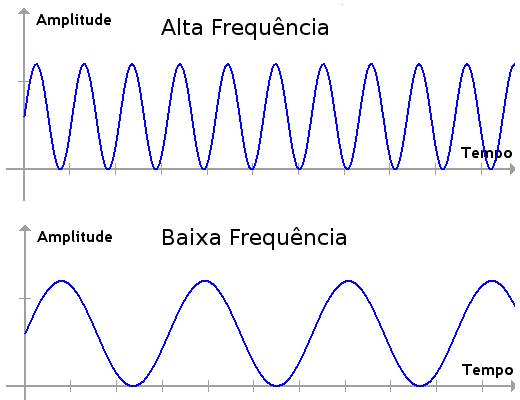 Amplitude
Alta Frequência
Tempo
Amplitude
Baixa Frequência
Tempo